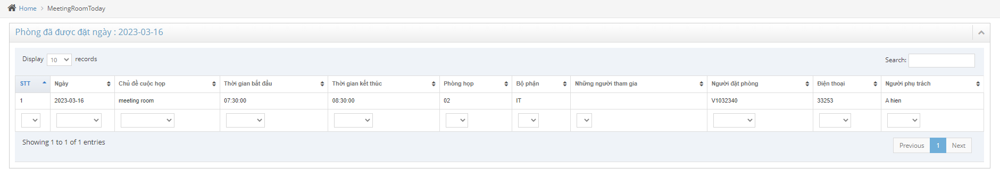 Home > MeetingRoomToday
Phòng đã được đặt ngày : 2023-03-16
Display 10 records Search:
STT Ngày Chủ đề cuộc họp Thời gian bắt đầu Thời gian kết thúc Phòng họp Bộ phận Những người tham gia Người đặt phòng Điện thoại Người phụ trách
1 2023-03-16 meeting room 07:30:00 08:30:00 02 IT V1032340 33253 A hien
Showing 1 to 1 of 1 entries Previous 1 Next